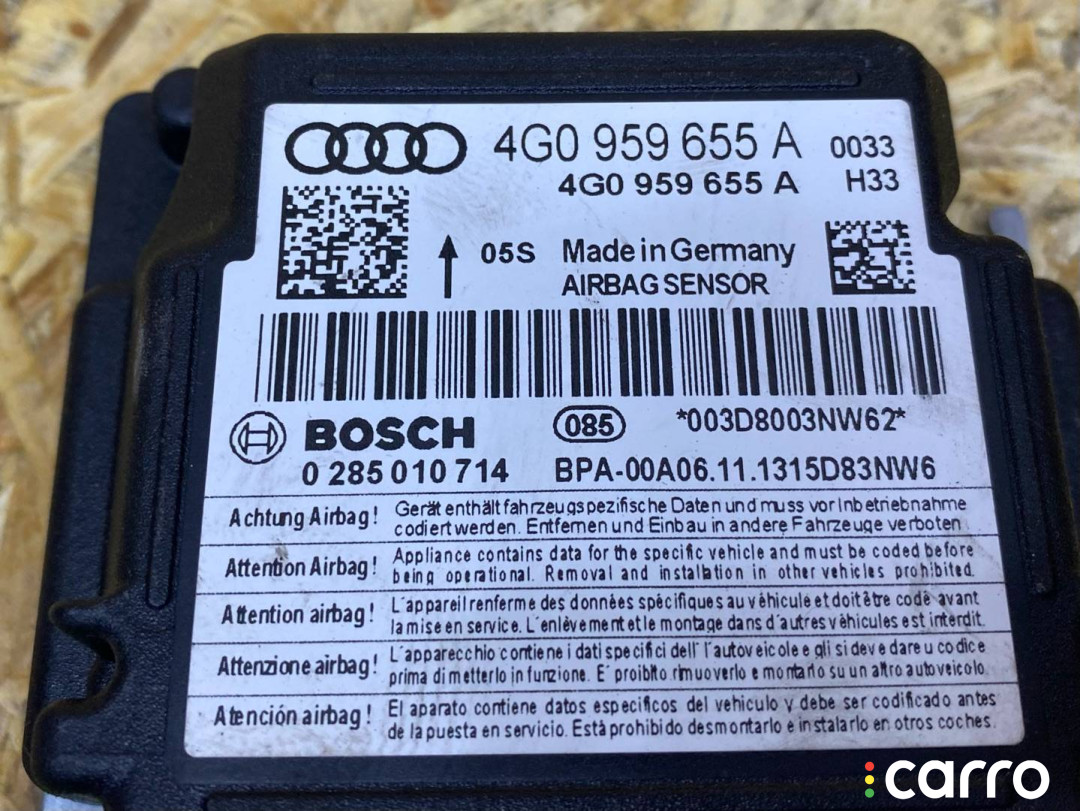 4G0 959 655 A 0033
4G0 959 655 A H33
05S Made in Germany
AIRBAG SENSOR
BOSCH 085 *003D8003NW62*
0 285 010 714 BPA-00A06.11.1315D83NW6
Achtung Airbag! Gerät enthält fahrzeugspezifische Daten und muss vor Inbetriebnahme
codiert werden. Entfernen und Einbau in andere Fahrzeuge verboten.
Attention Airbag! Appliance contains data for the specific vehicle and must be coded before
being operational. Removal and installation in other vehicles prohibited.
Attention airbag! L'appareil renferme des données spécifiques au véhicule et doit être codé avant
la mise en service. L'enlèvement et le montage dans d'autres véhicules est interdit.
Attenzione airbag! L'apparecchio contiene i dati specifici dell' l'autoveicolo e gli si deve dare u codice
prima di metterlo in funzione. E' proibito rimuoverlo e montarlo su un altro autoveicolo.
Atención airbag! El aparato contiene datos especificos del vehiculo y debe ser codificado antes
de la puesta en servicio. Está prohibido desmontarlo e instalarlo en otros coches.
carro